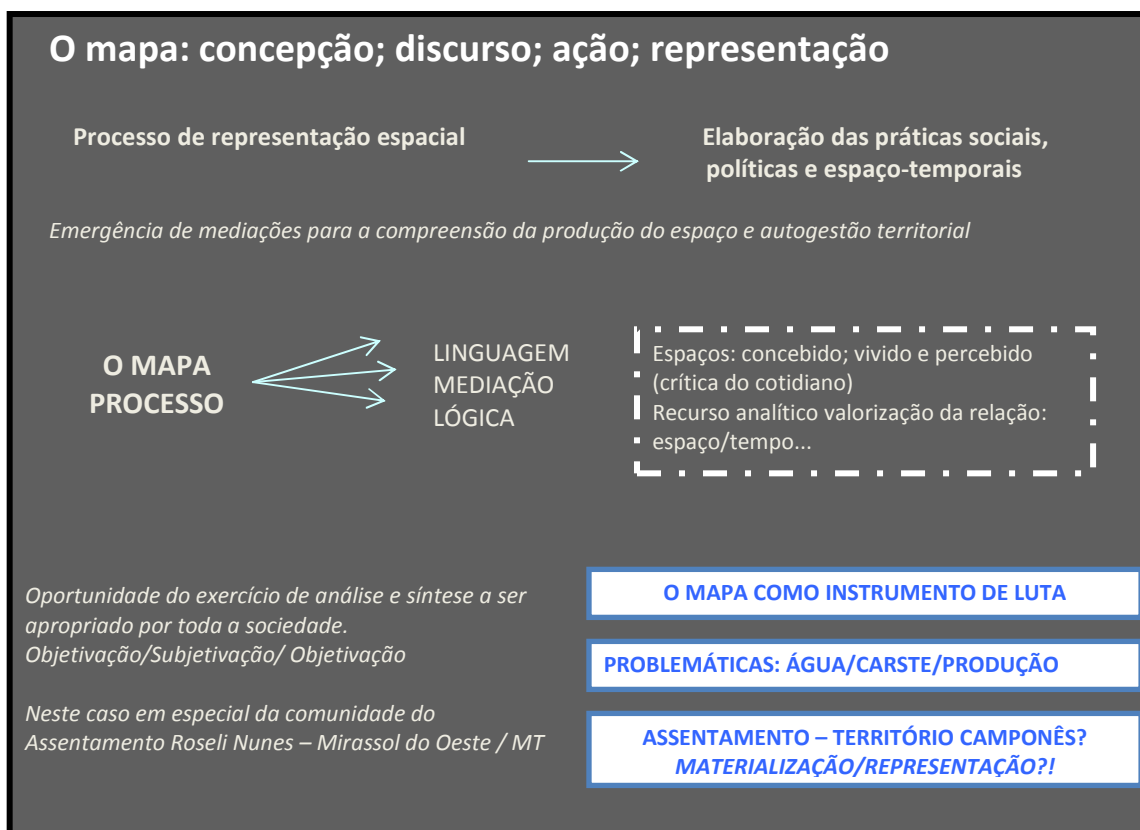 O mapa: concepção; discurso; ação; representação
Processo de representação espacial
Elaboração das práticas sociais,
políticas e espaço-temporais
Emergência de mediações para a compreensão da produção do espaço e autogestão territorial
O MAPA
PROCESSO
LINGUAGEM
MEDIAÇÃO
LÓGICA
Espaços: concebido; vivido e percebido
(crítica do cotidiano)
Recurso analítico valorização da relação:
espaço/tempo...
Oportunidade do exercício de análise e síntese a ser
apropriado por toda a sociedade.
Objetivação/Subjetivação/ Objetivação
Neste caso em especial da comunidade do
Assentamento Roseli Nunes – Mirassol do Oeste / MT
O MAPA COMO INSTRUMENTO DE LUTA
PROBLEMÁTICAS: ÁGUA/CARSTE/PRODUÇÃO
ASSENTAMENTO – TERRITÓRIO CAMPONÊS?
MATERIALIZAÇÃO/REPRESENTAÇÃO?!